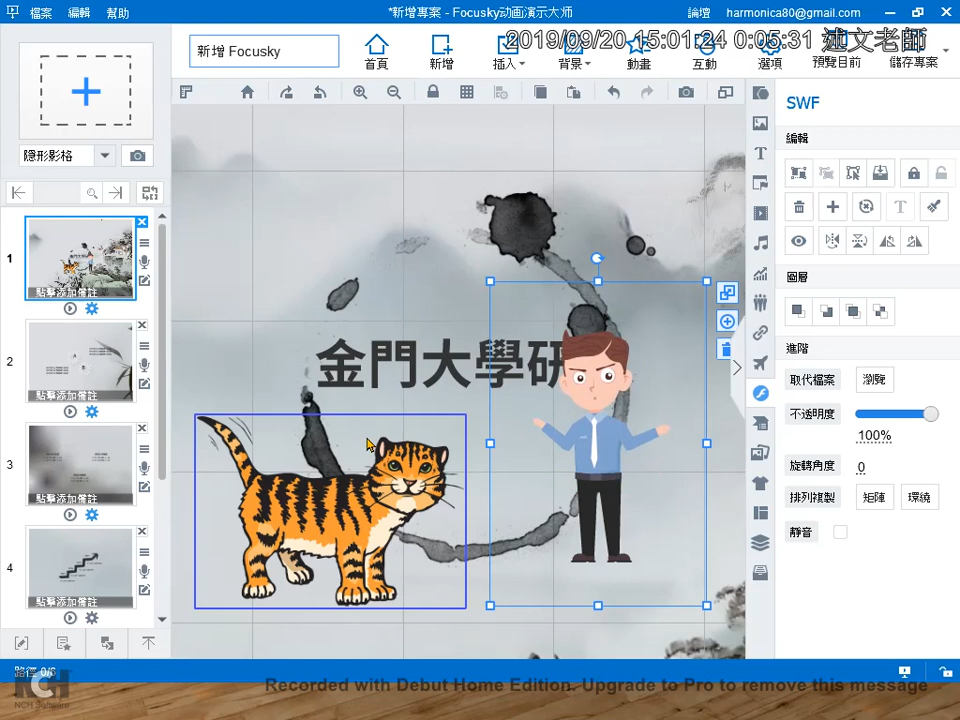 檔案 編輯 幫助
*新增專案 - Focusky动画演示大师
論壇 harmonica80@gmail.com
2019/09/20 15:01:24 0:05:31 述文老師
新增 Focusky
首頁 新增 插入 背景 動畫 互動 選項 預覽目前 儲存專案
隱形影格
1
點擊添加備註
2
點擊添加備註
3
點擊添加備註
4
點擊添加備註
金門大學研
SWF
編輯
圖層
進階
取代檔案 瀏覽
不透明度
100%
旋轉角度 0
排列複製 矩陣 環繞
靜音
路徑 0/6
NCH
NCH Software
Recorded with Debut Home Edition. Upgrade to Pro to remove this message